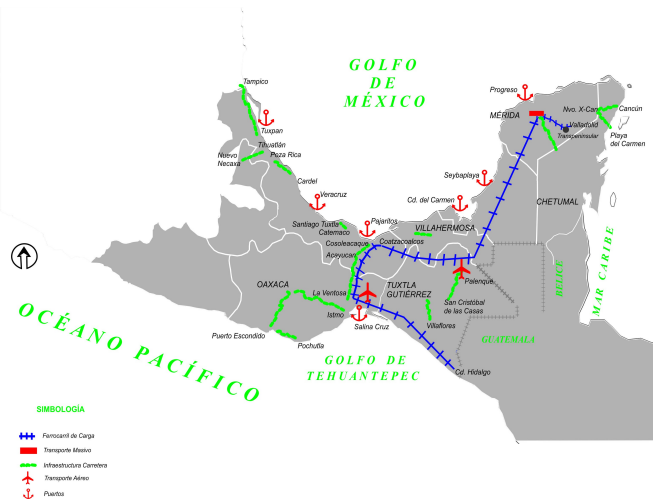 GOLFO
DE
MÉXICO
Tampico
Progreso
Nvo. X-Can
Cancún
MÉRIDA
Valladolid
Transpeninsular
Playa
del Carmen
Tuxpan
Tihuatlán
Nuevo
Necaxa
Poza Rica
Cardel
Veracruz
Seybaplaya
Cd. del Carmen
CHETUMAL
Santiago Tuxtla
Catemaco
Pajaritos
VILLAHERMOSA
Cosoleacaque
Coatzacoalcos
Acayucan
MAR CARIBE
BELICE
Palenque
OAXACA
La Ventosa
TUXTLA
GUTIÉRREZ
San Cristóbal
de las Casas
Istmo
Salina Cruz
Villaflores
Puerto Escondido
Pochutla
GUATEMALA
OCÉANO PACÍFICO
GOLFO DE
TEHUANTEPEC
Cd. Hidalgo
SIMBOLOGÍA
Ferrocarril de Carga
Transporte Masivo
Infraestructura Carretera
Transporte Aéreo
Puertos